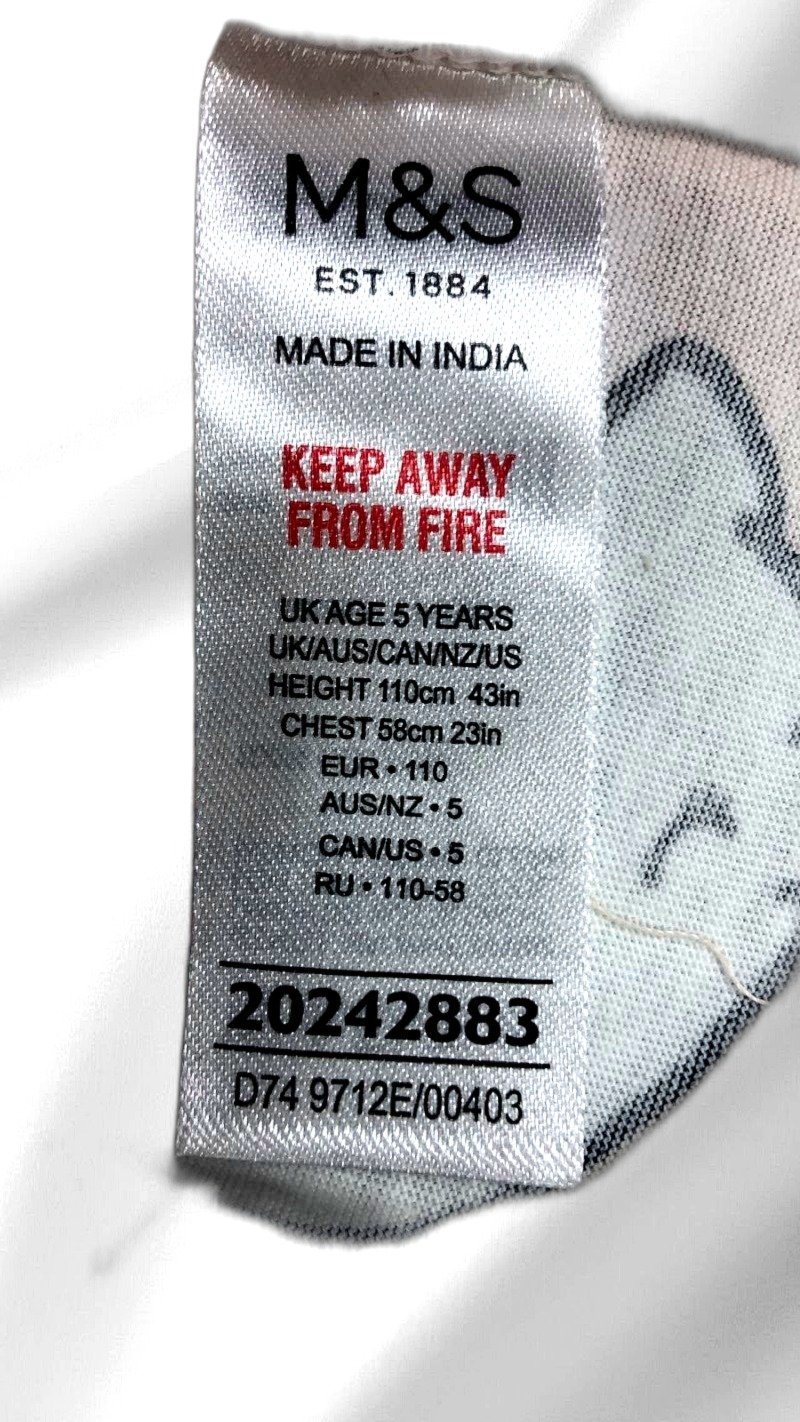 M&S
EST. 1884
MADE IN INDIA
KEEP AWAY
FROM FIRE
UK AGE 5 YEARS
UK/AUS/CAN/NZ/US
HEIGHT 110cm 43in
CHEST 58cm 23in
EUR • 110
AUS/NZ • 5
CAN/US • 5
RU • 110-58
20242883
D74 9712E/00403